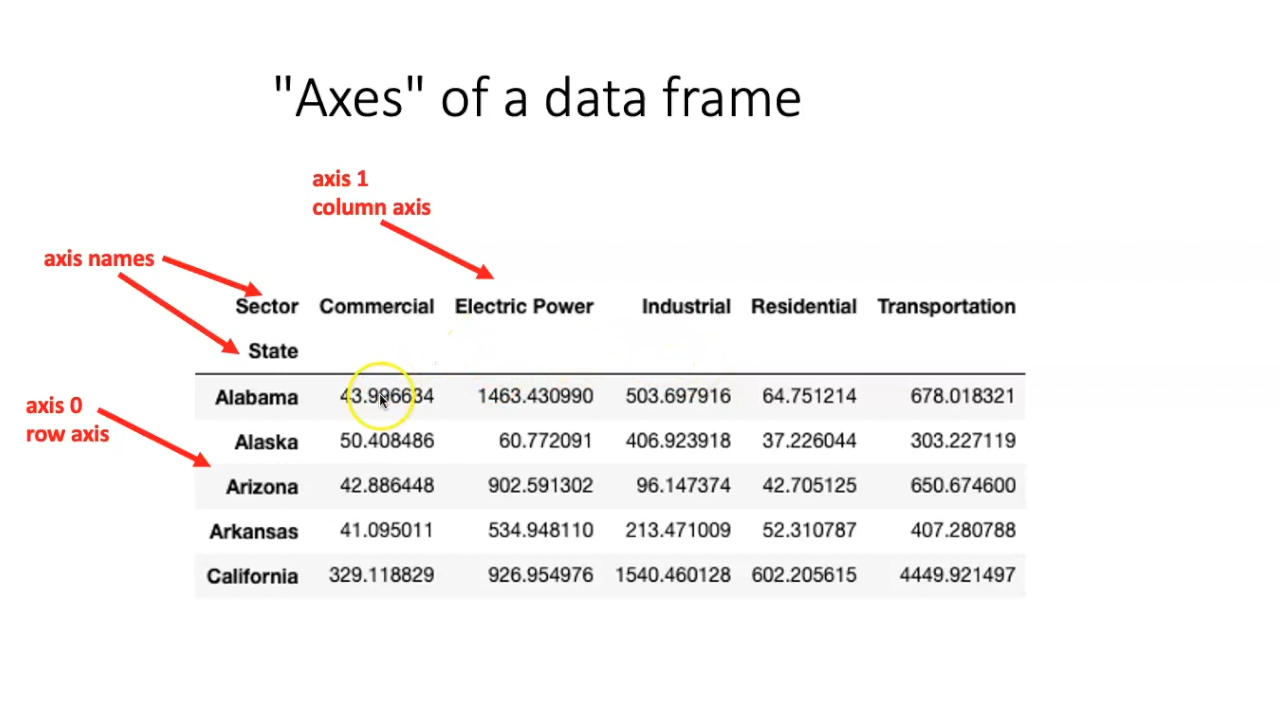 "Axes" of a data frame
axis 1
column axis
axis names
Sector Commercial Electric Power Industrial Residential Transportation
State
axis 0
row axis
Alabama 43.996634 1463.430990 503.697916 64.751214 678.018321
Alaska 50.408486 60.772091 406.923918 37.226044 303.227119
Arizona 42.886448 902.591302 96.147374 42.705125 650.674600
Arkansas 41.095011 534.948110 213.471009 52.310787 407.280788
California 329.118829 926.954976 1540.460128 602.205615 4449.921497